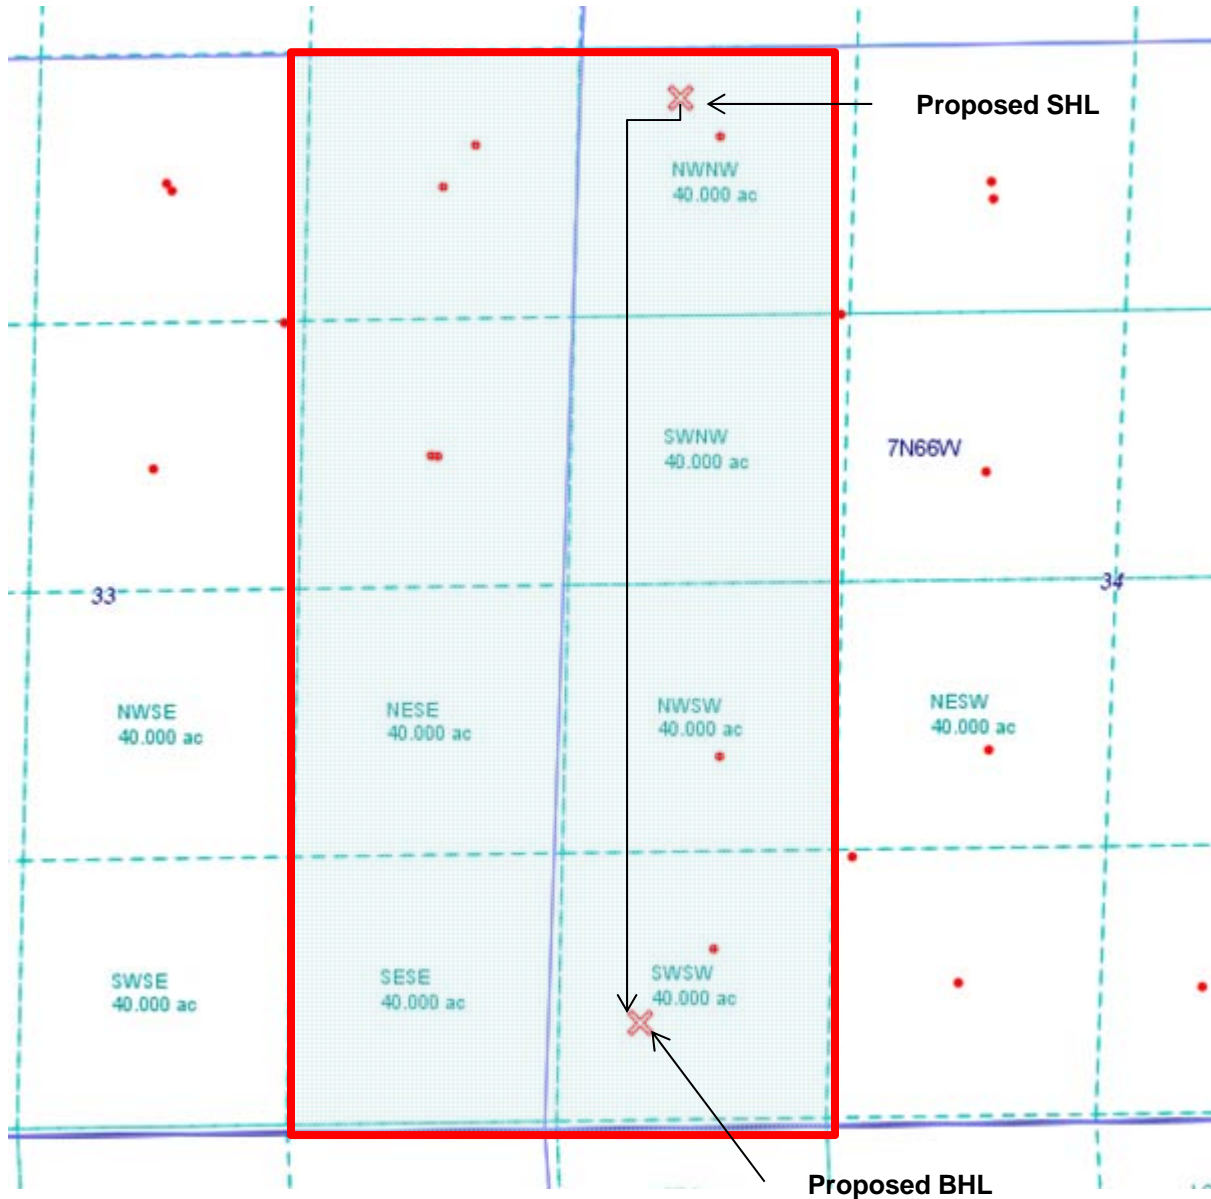 Proposed SHL
NWNW
40.000 ac
SWNW
40.000 ac
7N66W
33
34
NWSE
40.000 ac
NESE
40.000 ac
NWSW
40.000 ac
NESW
40.000 ac
SWSE
40.000 ac
SESE
40.000 ac
SWSW
40.000 ac
Proposed BHL